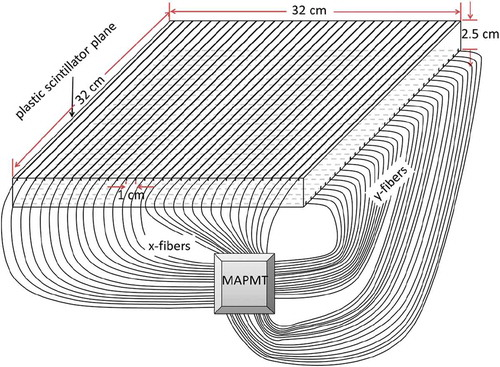 32 cm
2.5 cm
plastic scintillator plane
32 cm
1 cm
y-fibers
x-fibers
MAPMT